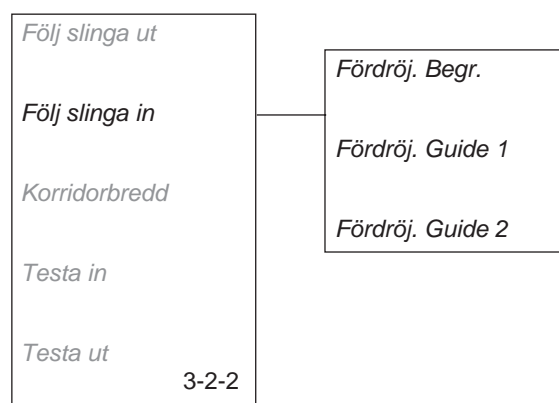 Följ slinga ut
Följ slinga in
Korridorbredd
Testa in
Testa ut
3-2-2
Fördröj. Begr.
Fördröj. Guide 1
Fördröj. Guide 2